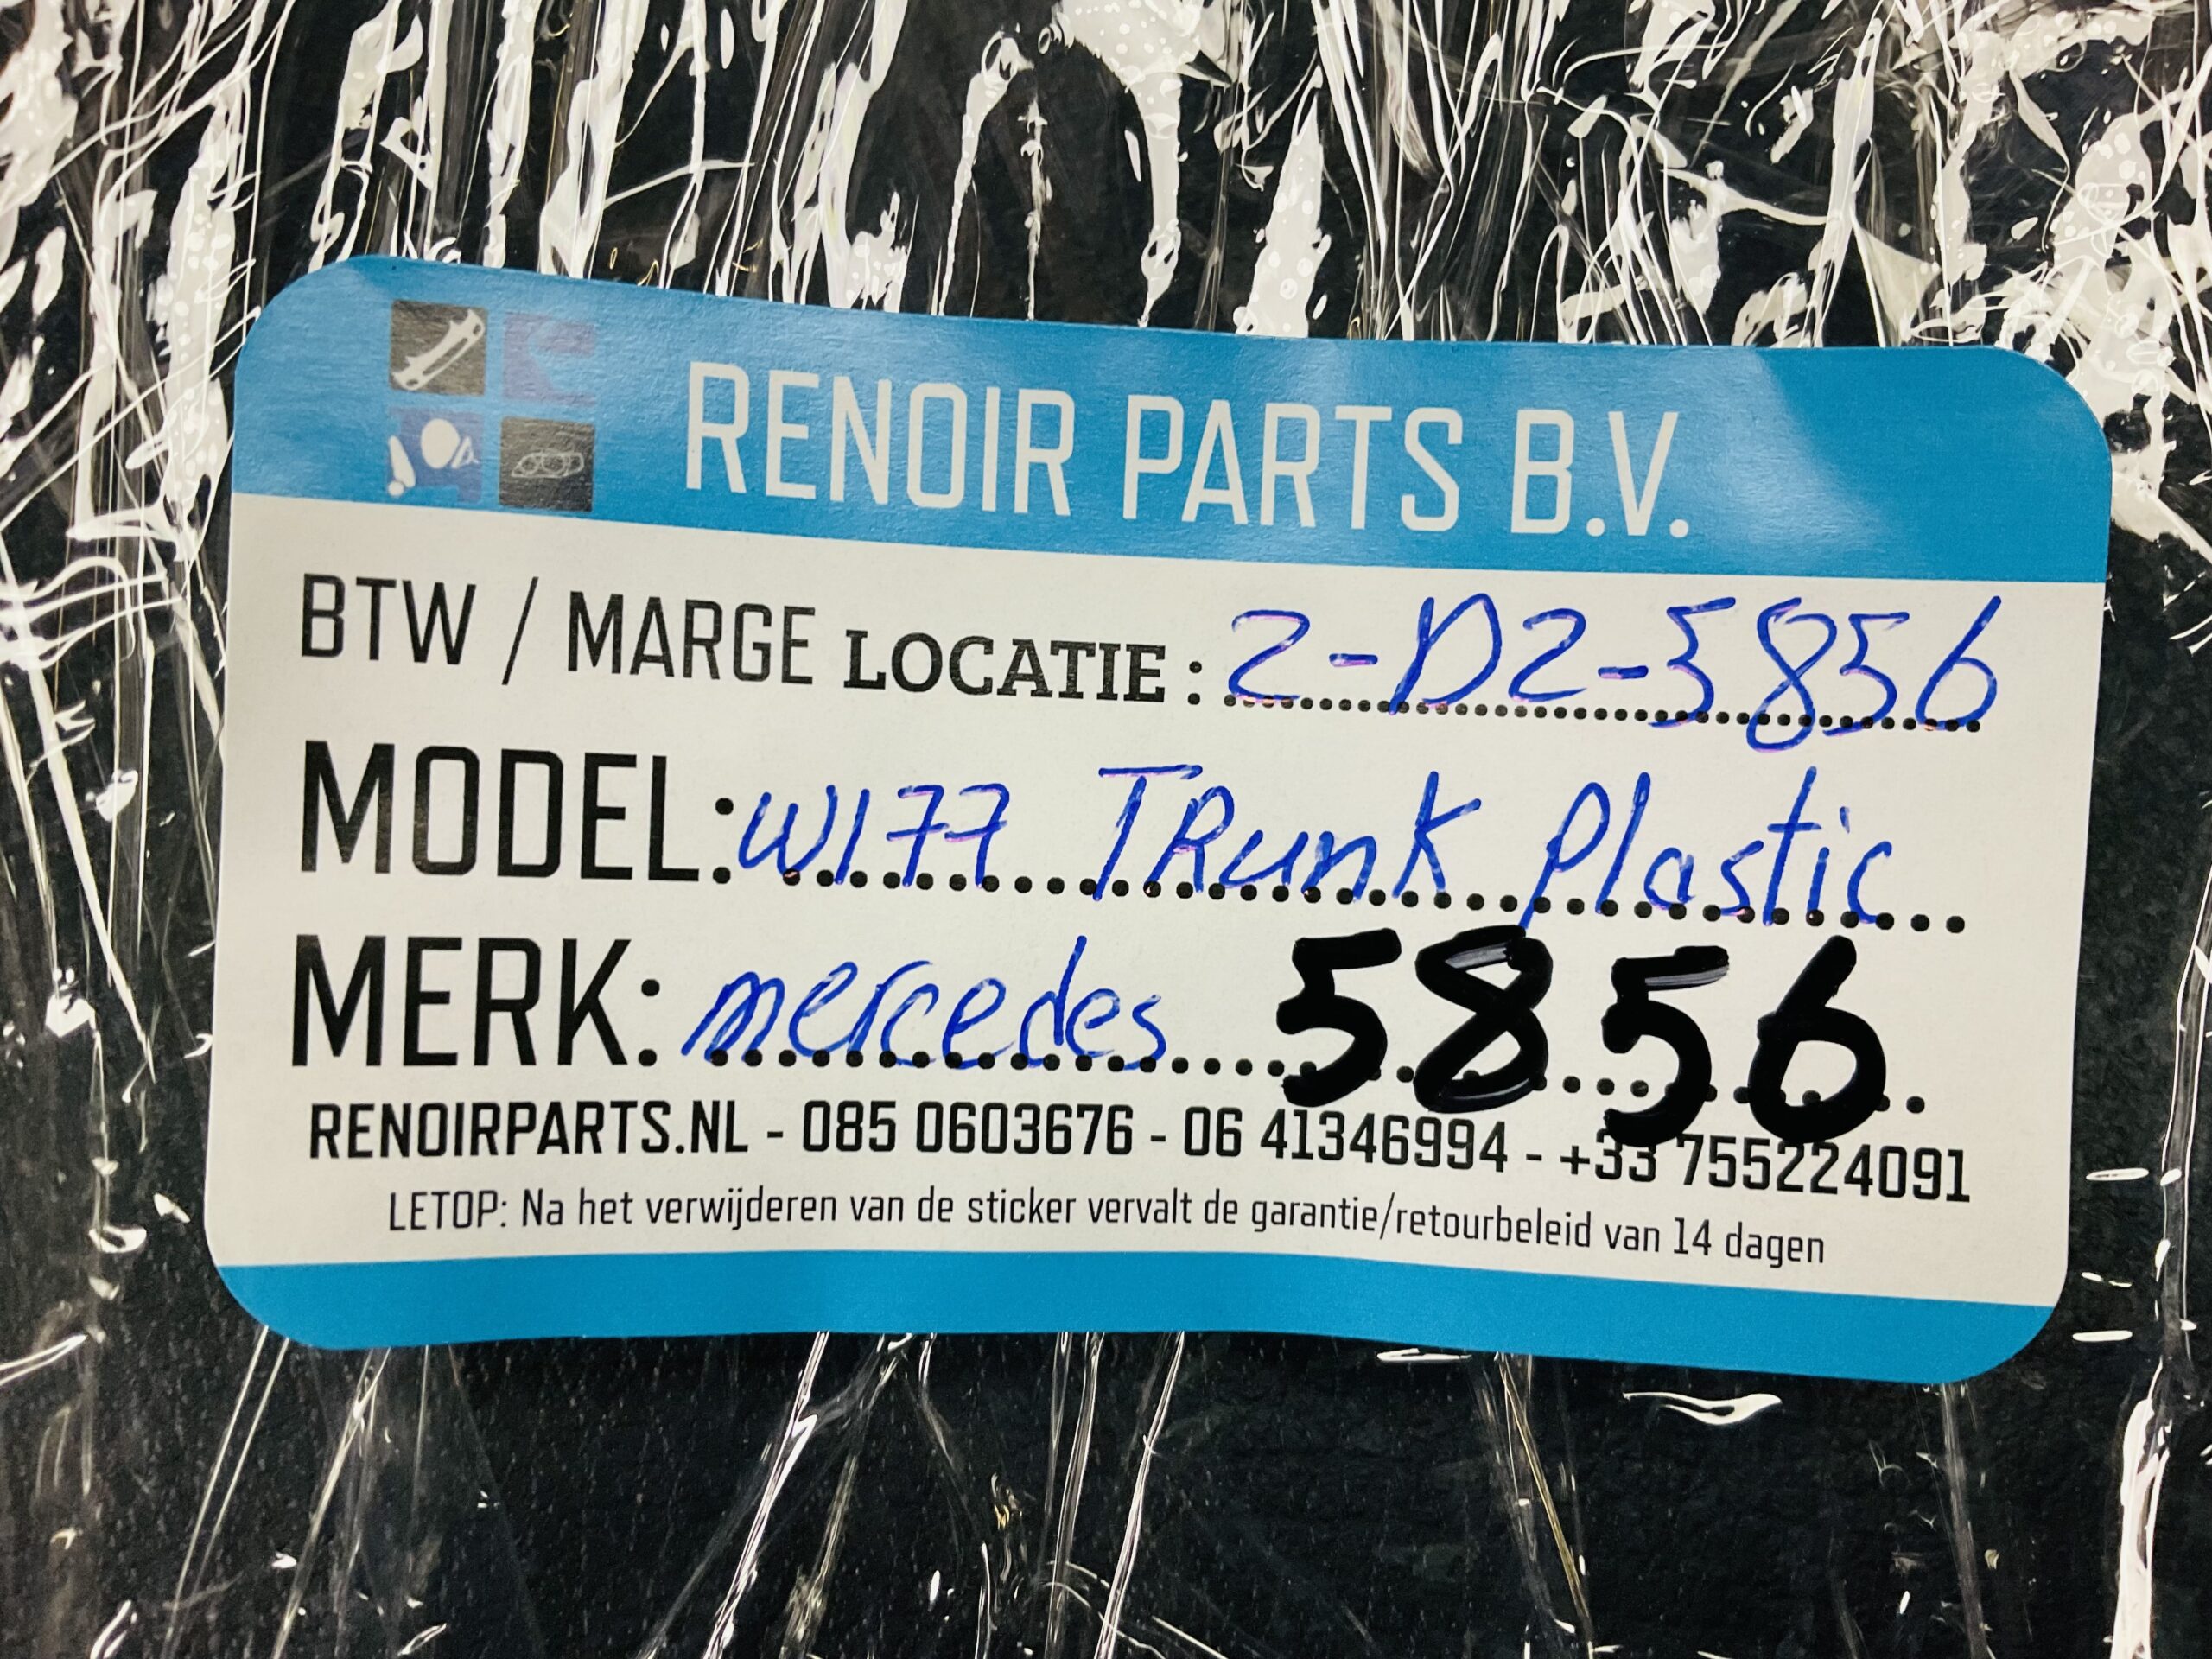 RENOIR PARTS B.V.
BTW / MARGE LOCATIE : 2-D2-5856
MODEL: W177 TRunk Plastic
MERK: mercedes 5856
RENOIRPARTS.NL - 085 0603676 - 06 41346994 - +33 755224091
LETOP: Na het verwijderen van de sticker vervalt de garantie/retourbeleid van 14 dagen